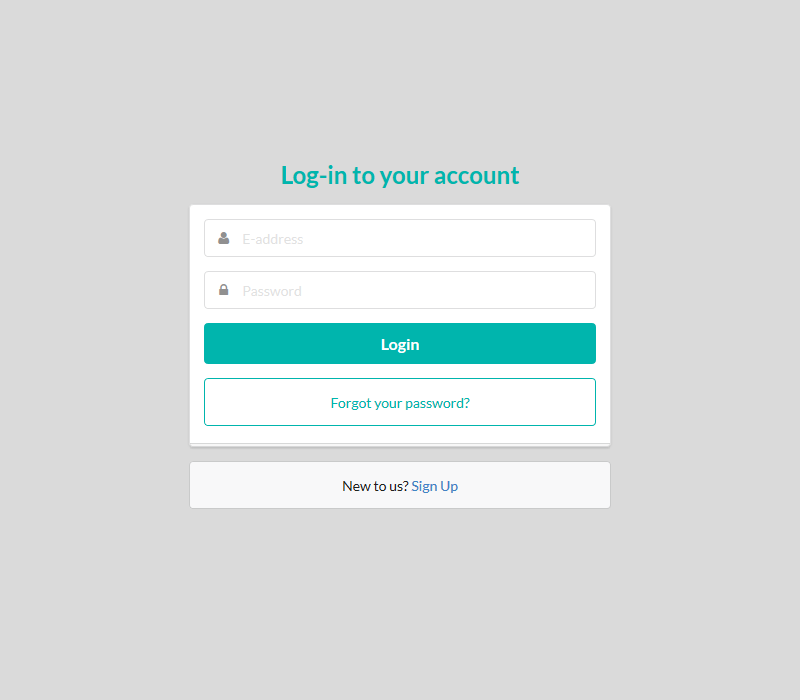 Log-in to your account
E-address
Password
Login
Forgot your password?
New to us? Sign Up